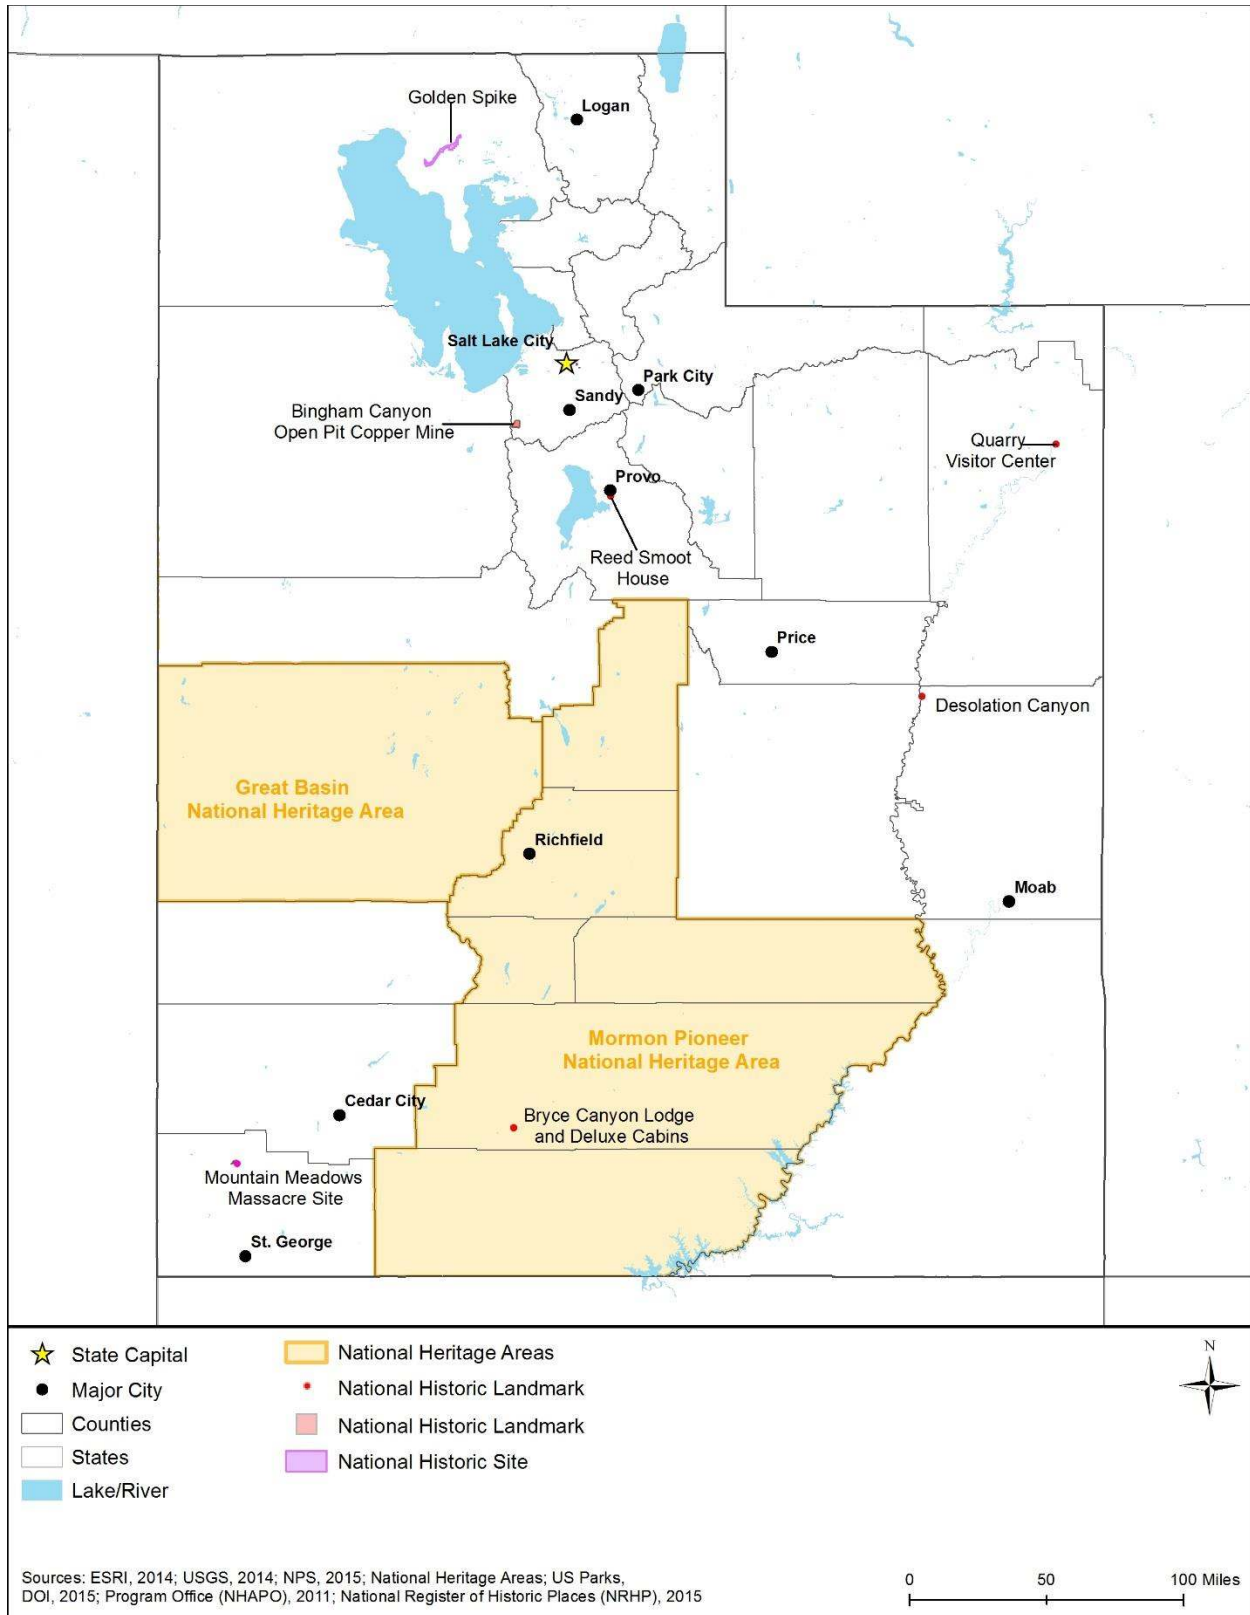 Golden Spike
Logan
Salt Lake City
Park City
Sandy
Bingham Canyon
Open Pit Copper Mine
Quarry
Visitor Center
Provo
Reed Smoot
House
Price
Desolation Canyon
Great Basin
National Heritage Area
Richfield
Moab
Mormon Pioneer
National Heritage Area
Cedar City
Bryce Canyon Lodge
and Deluxe Cabins
Mountain Meadows
Massacre Site
St. George
State Capital
Major City
Counties
States
Lake/River
National Heritage Areas
National Historic Landmark
National Historic Landmark
National Historic Site
N
Sources: ESRI, 2014; USGS, 2014; NPS, 2015; National Heritage Areas; US Parks,
DOI, 2015; Program Office (NHAPO), 2011; National Register of Historic Places (NRHP), 2015
0 50 100 Miles